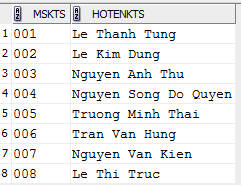 MSKTS HOTENKTS
1 001 Le Thanh Tung
2 002 Le Kim Dung
3 003 Nguyen Anh Thu
4 004 Nguyen Song Do Quyen
5 005 Truong Minh Thai
6 006 Tran Van Hung
7 007 Nguyen Van Kien
8 008 Le Thi Truc